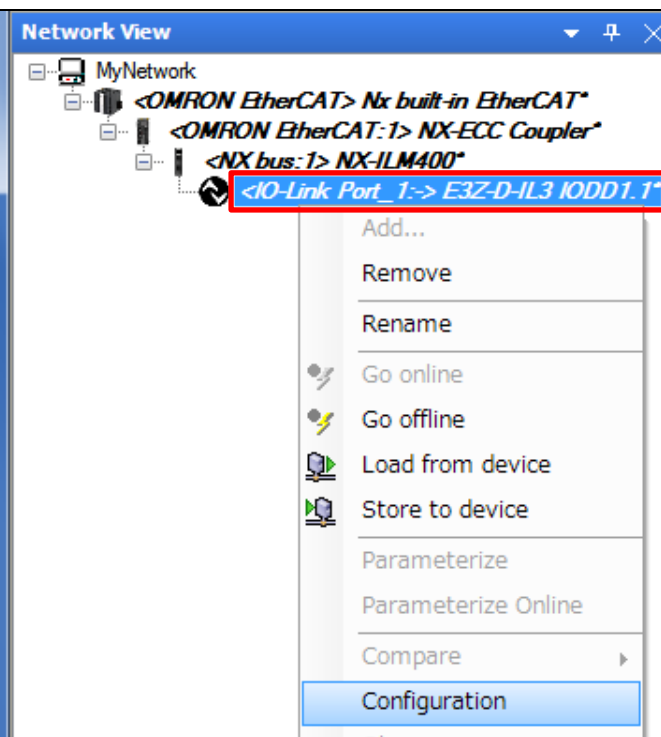 Network View
MyNetwork
<OMRON EtherCAT> Nx built-in EtherCAT*
<OMRON EtherCAT:1> NX-ECC Coupler*
<NX bus:1> NX-ILM400*
<IO-Link Port_1:-> E3Z-D-IL3 IODD1.1*
Add...
Remove
Rename
Go online
Go offline
Load from device
Store to device
Parameterize
Parameterize Online
Compare
Configuration